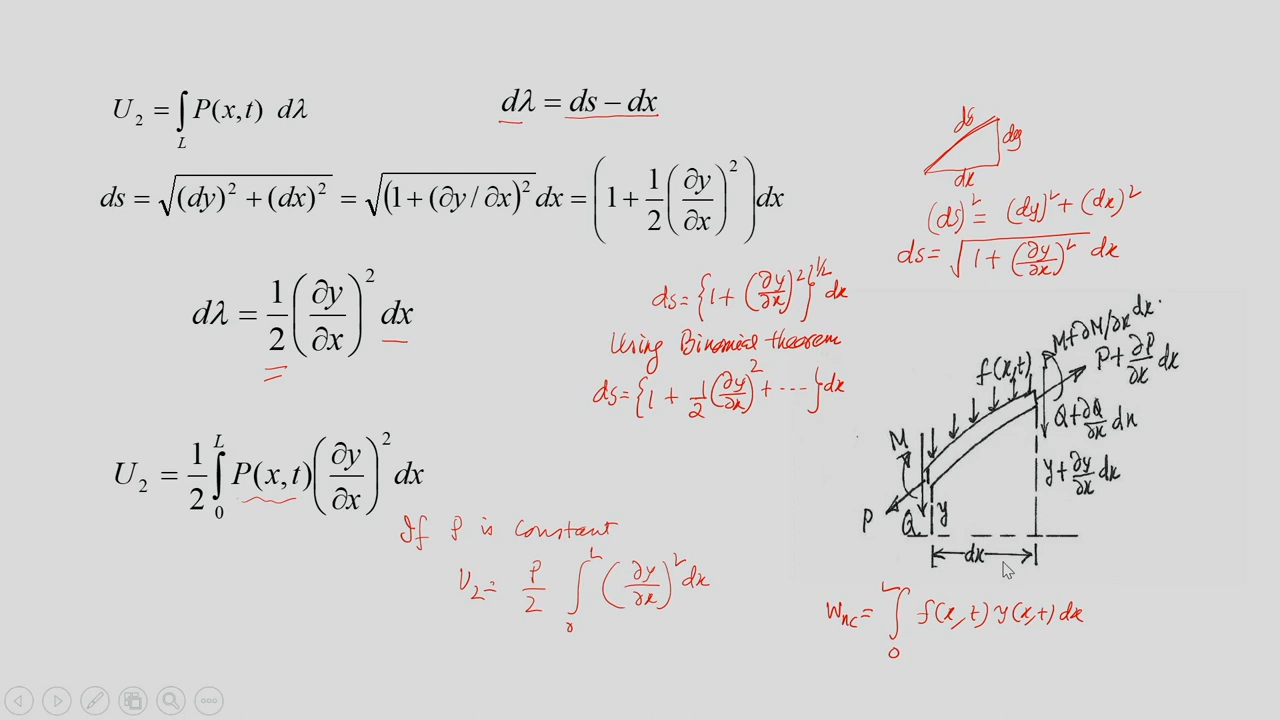 U₂ = ∫_L P(x,t) dλ
dλ = ds − dx
ds = √((dy)² + (dx)²) = √(1 + (∂y/∂x)²) dx = (1 + 1/2 (∂y/∂x)²) dx
dλ = 1/2 (∂y/∂x)² dx
U₂ = 1/2 ∫₀^L P(x,t) (∂y/∂x)² dx
If P is constant
U₂ = P/2 ∫₀^L (∂y/∂x)² dx
ds = {1 + (∂y/∂x)²}^1/2 dx
Using Binomial theorem
ds = {1 + 1/2 (∂y/∂x)² + ----} dx
ds
dy
dx
(ds)² = (dy)² + (dx)²
ds = √(1 + (∂y/∂x)²) dx
M+∂M/∂x dx
f(x,t)
P+∂P/∂x dx
Q+∂Q/∂x dx
M
y+∂y/∂x dx
P
Q
y
dx
Wnc = ∫₀^L f(x,t) y(x,t) dx